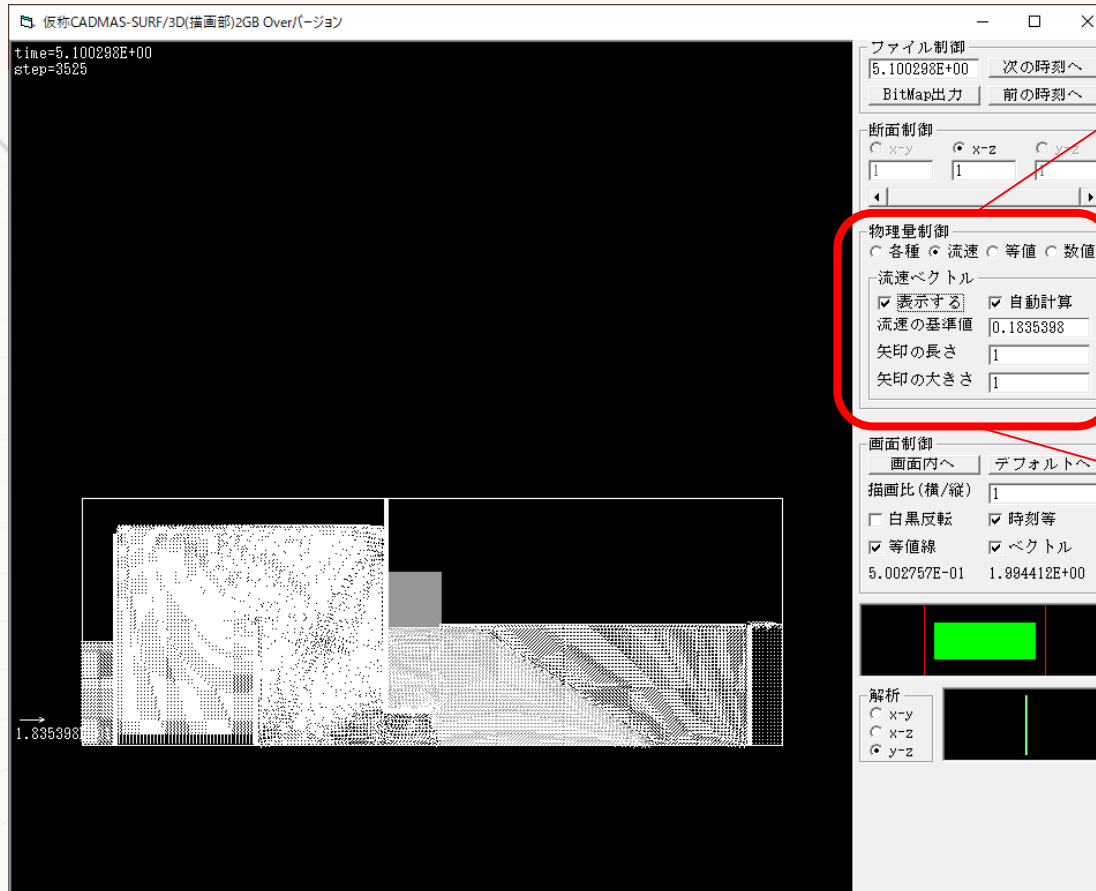 仮称CADMAS-SURF/3D(描画部)2GB Overバージョン
time=5.100298E+00
step=3525
ファイル制御
5.100298E+00 次の時刻へ
BitMap出力 前の時刻へ
断面制御
x-y x-z y-z
1 1 1
物理量制御
各種 流速 等値 数値
流速ベクトル
表示する 自動計算
流速の基準値 0.1835398
矢印の長さ 1
矢印の大きさ 1
画面制御
画面内へ デフォルトへ
描画比(横/縦) 1
白黒反転 時刻等
等値線 ベクトル
5.002757E-01 1.994412E+00
1.835398
解析
x-y
x-z
y-z